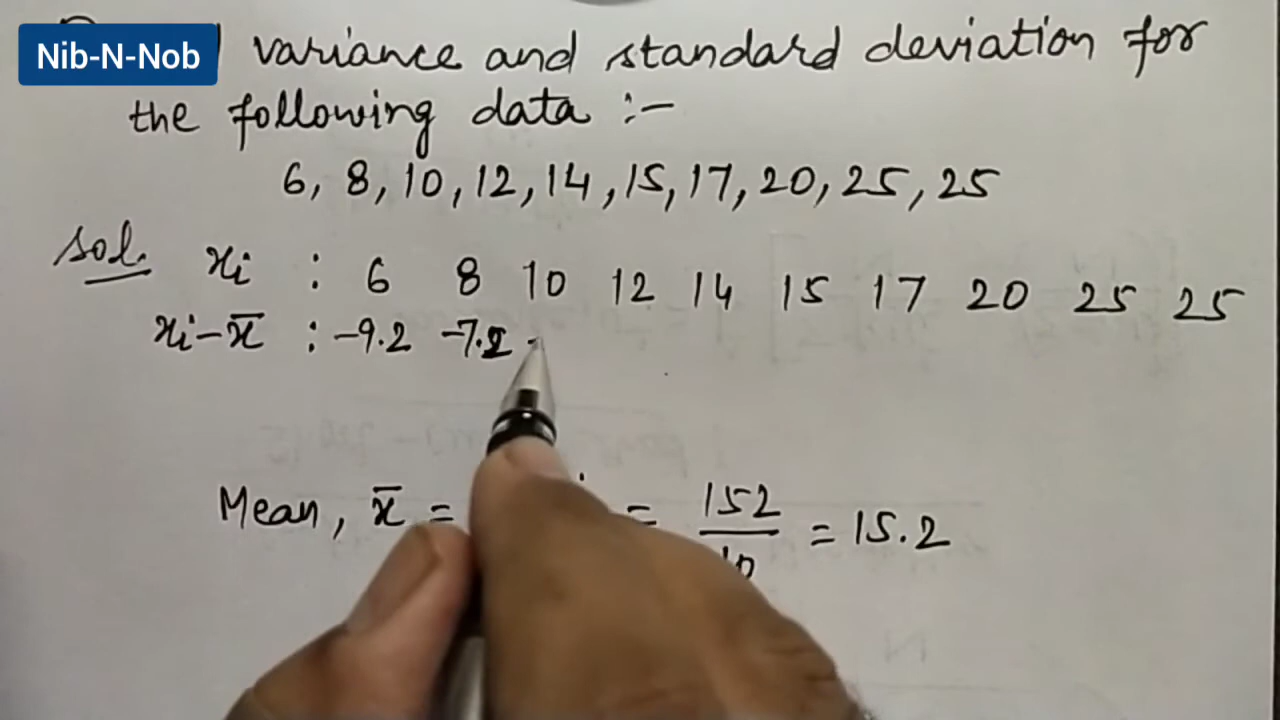 Nib-N-Nob
variance and standard deviation for
the following data :-
6, 8, 10, 12, 14, 15, 17, 20, 25, 25
Sol. xi : 6 8 10 12 14 15 17 20 25 25
xi - x̄ : -9.2 -7.2 -
Mean, x̄ = = 152/10 = 15.2